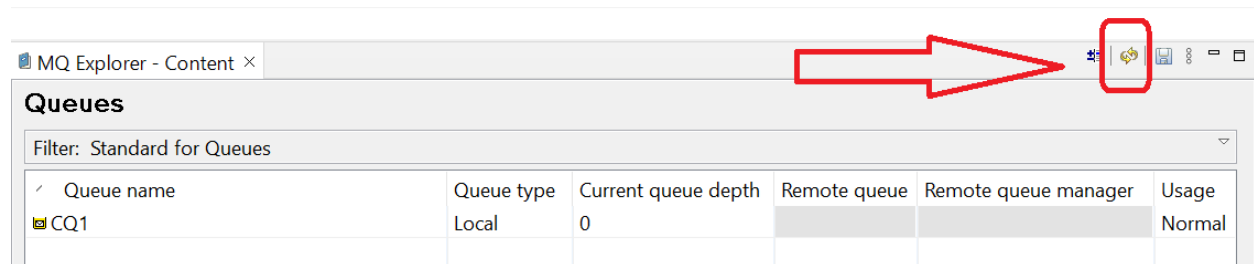 MQ Explorer - Content
Queues
Filter: Standard for Queues
Queue name Queue type Current queue depth Remote queue Remote queue manager Usage
CQ1 Local 0 Normal